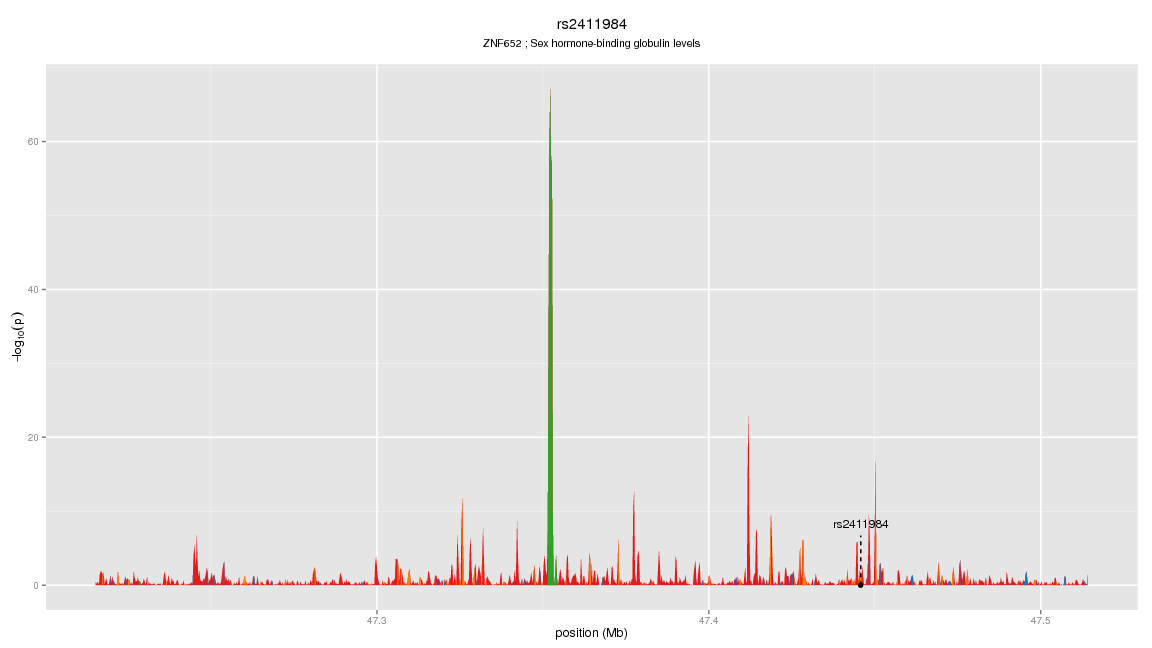 rs2411984
ZNF652 ; Sex hormone-binding globulin levels
60
40
20
0
−log10(p)
rs2411984
47.3
47.4
47.5
position (Mb)